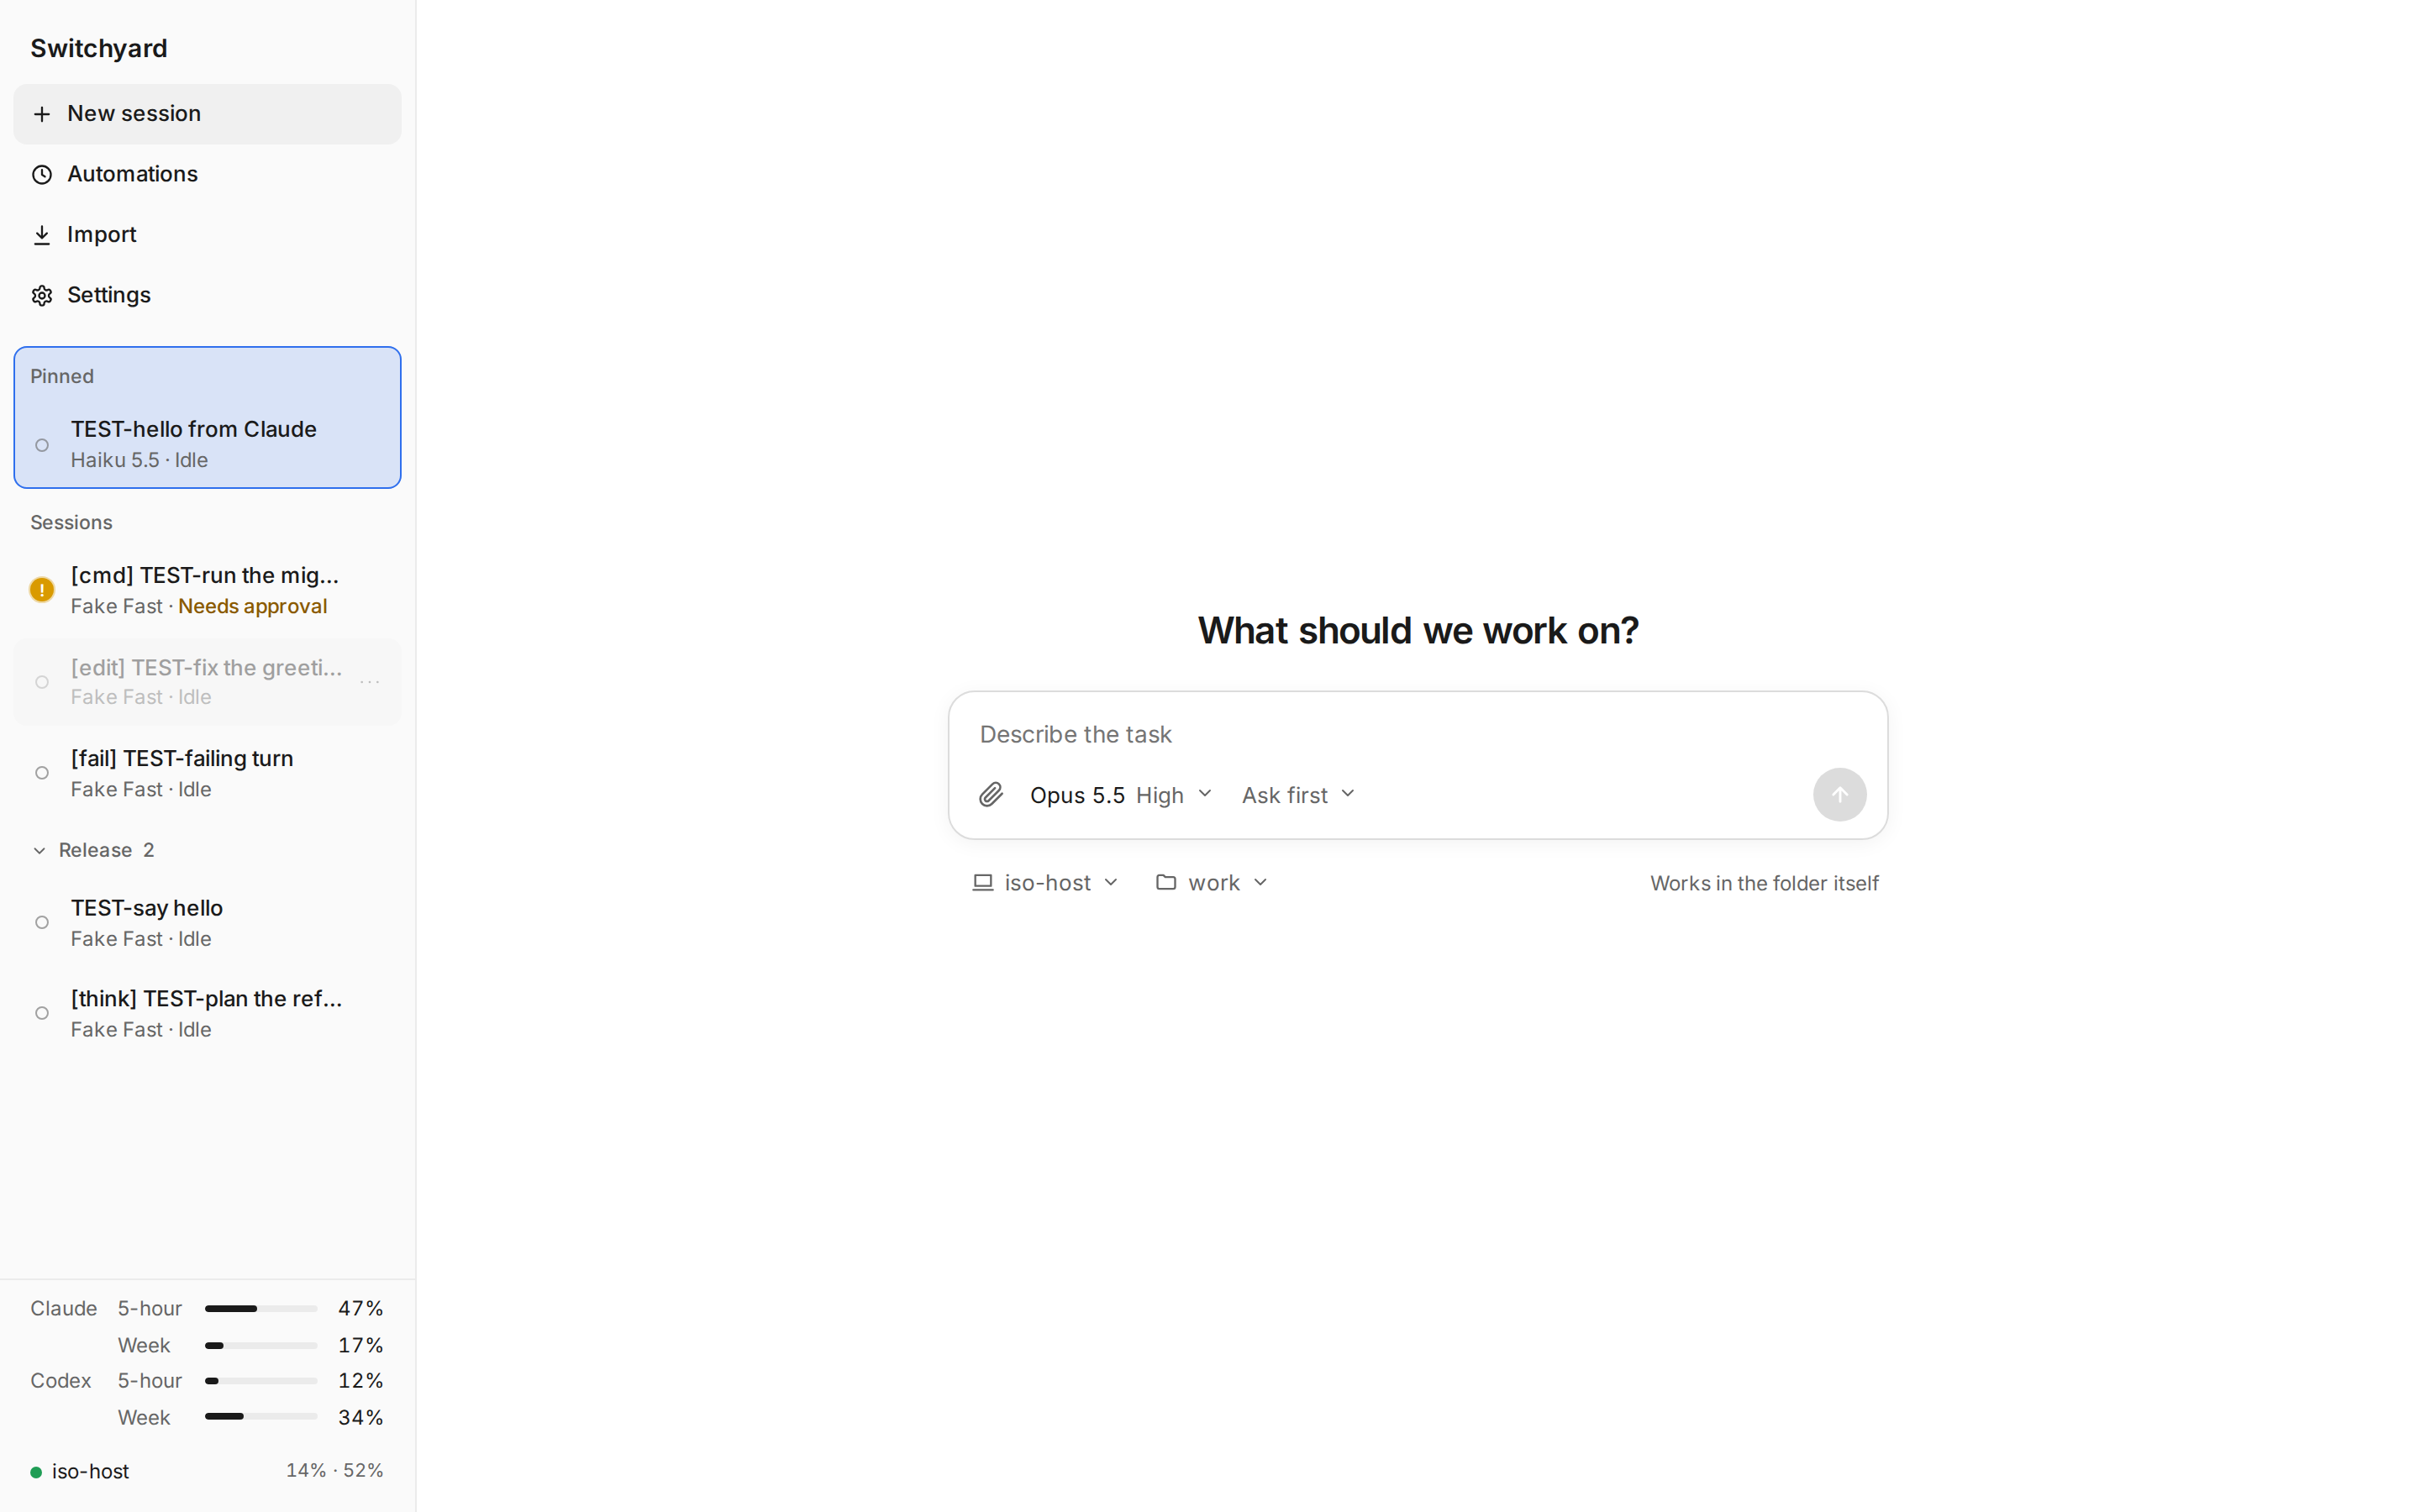 Switchyard
New session
Automations
Import
Settings
Pinned
TEST-hello from Claude
Haiku 5.5 · Idle
Sessions
[cmd] TEST-run the mig...
Fake Fast · Needs approval
[edit] TEST-fix the greeti...
Fake Fast · Idle
[fail] TEST-failing turn
Fake Fast · Idle
Release 2
TEST-say hello
Fake Fast · Idle
[think] TEST-plan the ref...
Fake Fast · Idle
Claude 5-hour 47%
Week 17%
Codex 5-hour 12%
Week 34%
iso-host 14% · 52%
What should we work on?
Describe the task
Opus 5.5 High Ask first
iso-host work Works in the folder itself